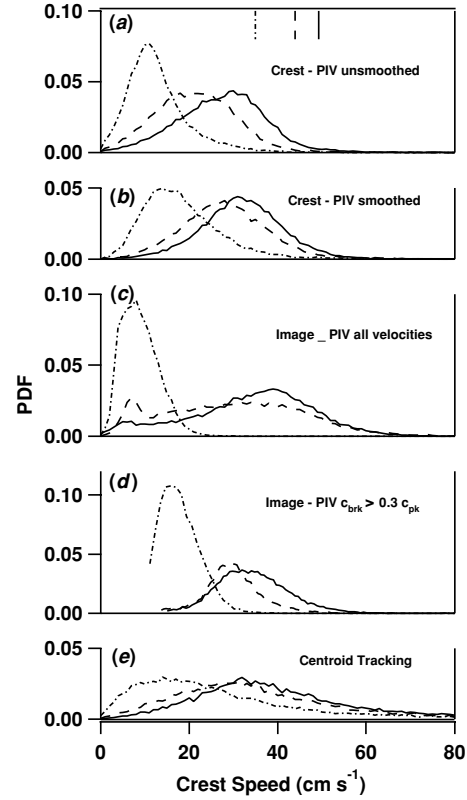 0.10
(a)
Crest - PIV unsmoothed
0.05
0.00
0.05
(b)
Crest - PIV smoothed
0.00
0.10
(c)
Image _ PIV all velocities
0.05
0.00
PDF
(d)
0.10
Image - PIV c_brk > 0.3 c_pk
0.05
0.00
0.05
(e)
Centroid Tracking
0.00
0 20 40 60 80
Crest Speed (cm s⁻¹)